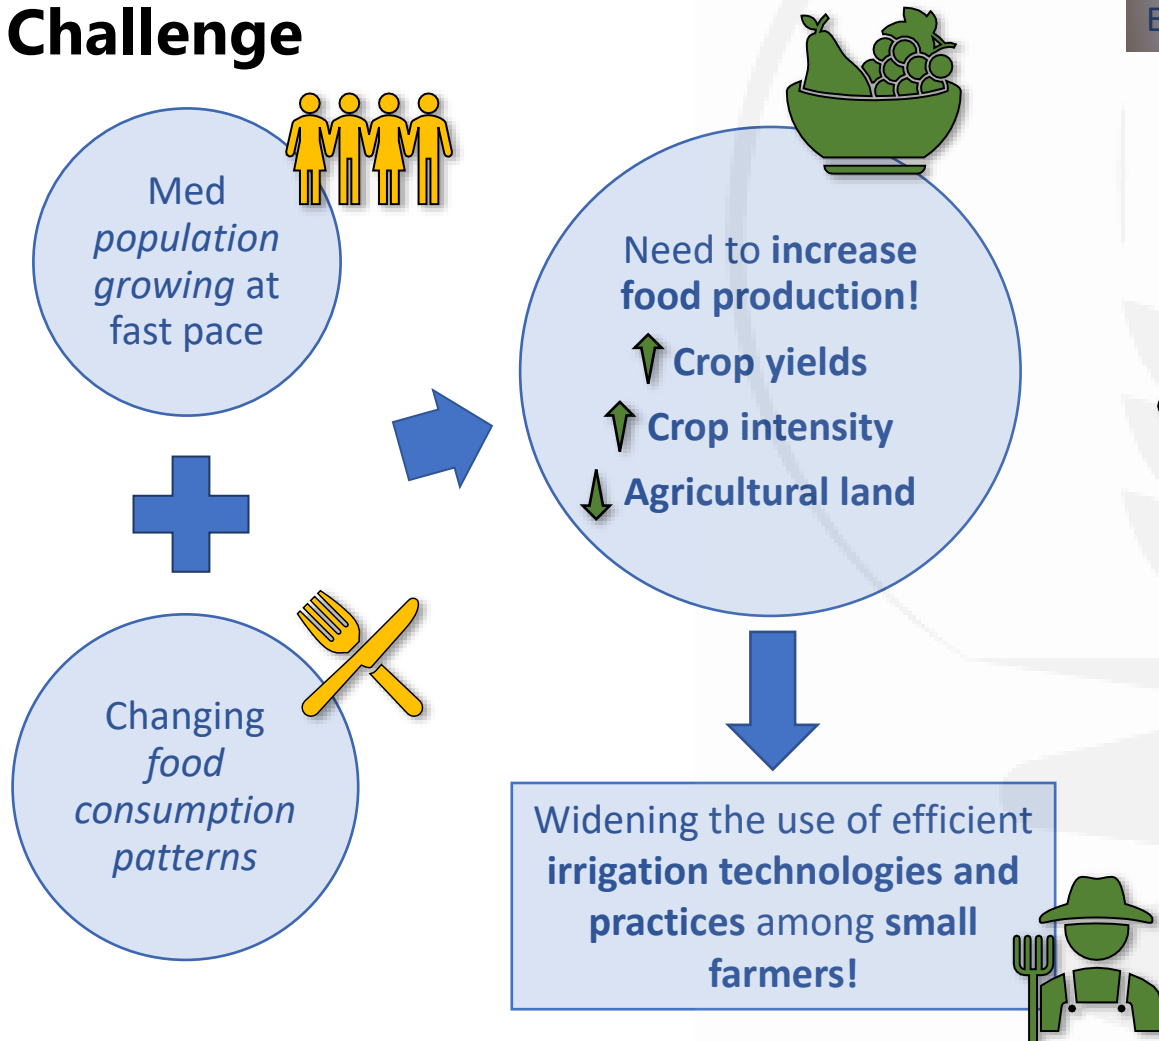 Challenge
Med
population
growing at
fast pace
Changing
food
consumption
patterns
Need to increase
food production!
Crop yields
Crop intensity
Agricultural land
Widening the use of efficient
irrigation technologies and
practices among small
farmers!